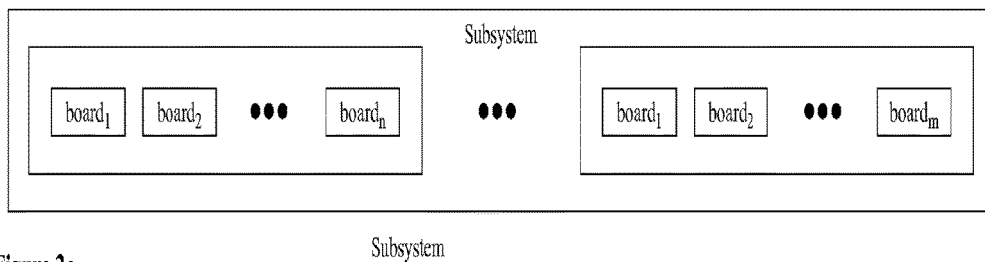 Subsystem
board₁ board₂ ••• boardₙ ••• board₁ board₂ ••• boardₘ
Subsystem